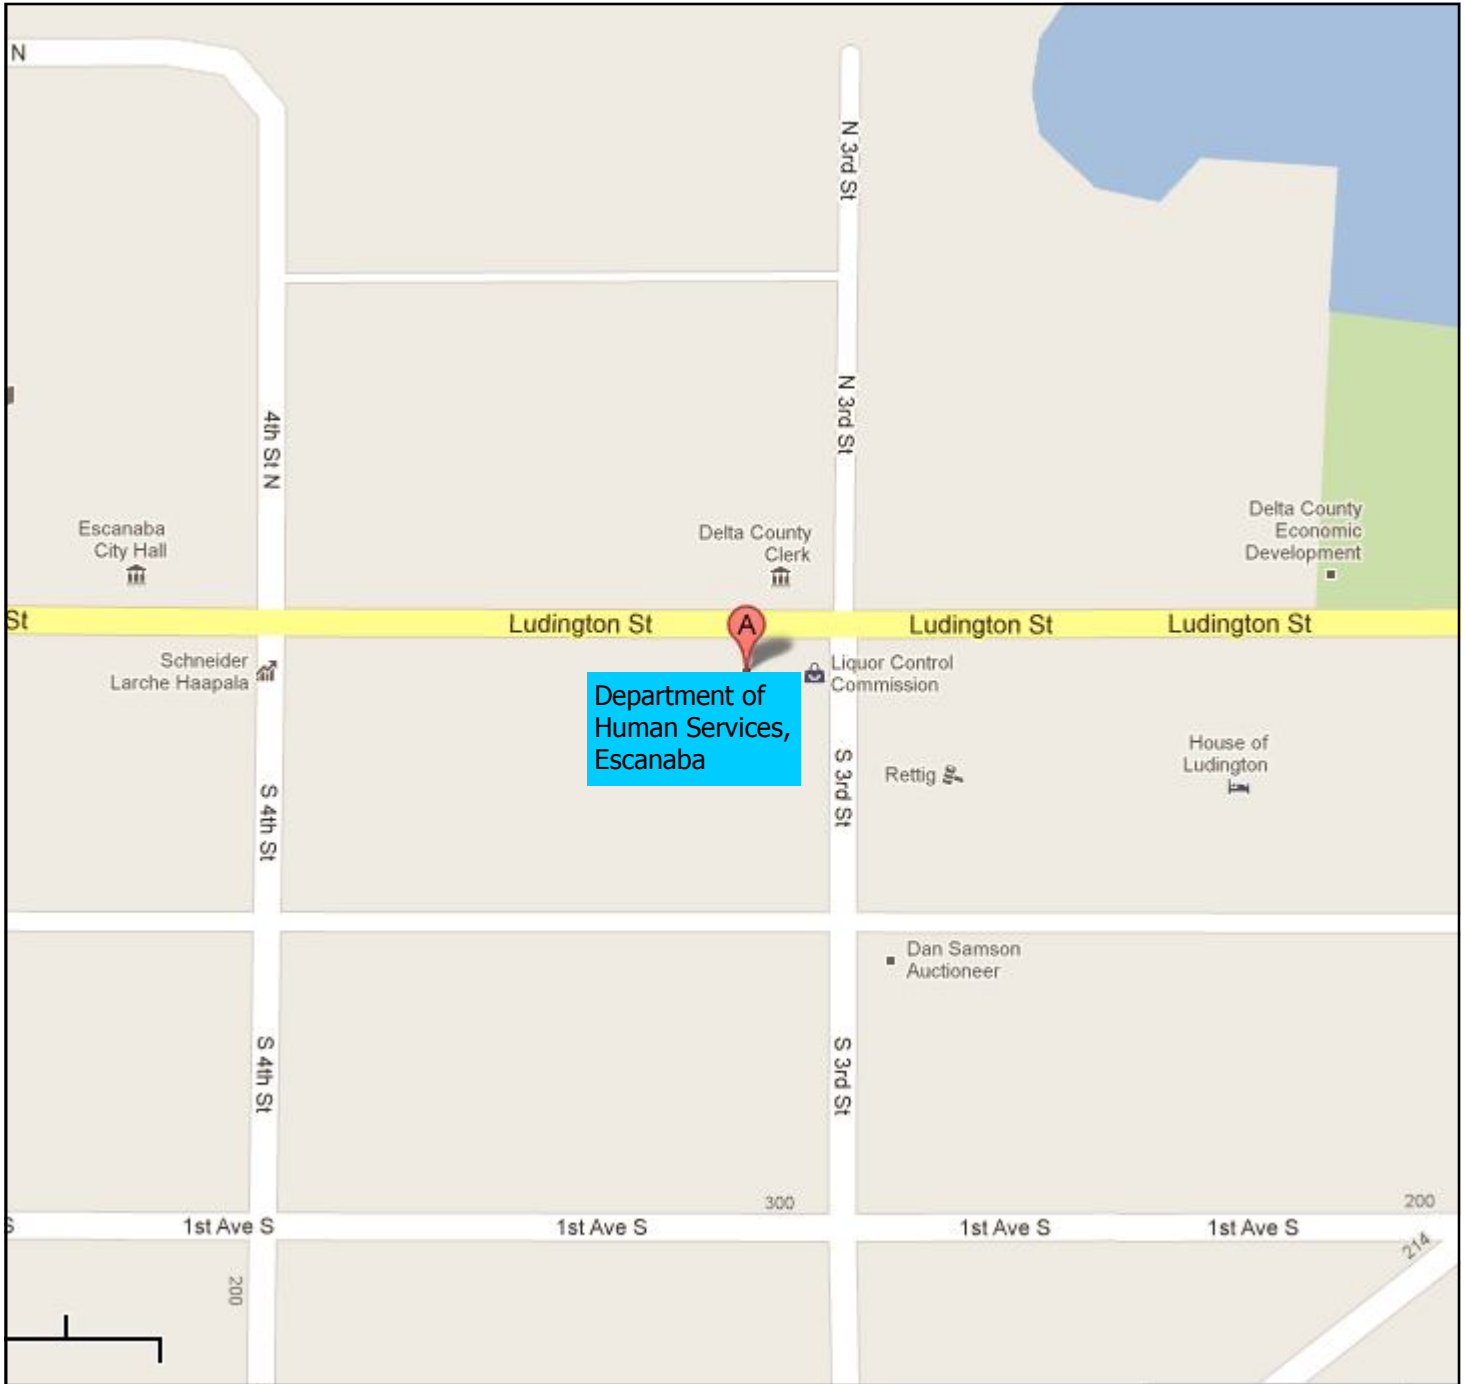 N
N 3rd St
N 3rd St
4th St N
Escanaba
City Hall
Delta County
Clerk
Delta County
Economic
Development
St
Ludington St
A
Ludington St
Ludington St
Schneider
Larche Haapala
Liquor Control
Commission
Department of
Human Services,
Escanaba
S 3rd St
Rettig
House of
Ludington
S 4th St
Dan Samson
Auctioneer
S 4th St
S 3rd St
300
200
S
1st Ave S
1st Ave S
1st Ave S
1st Ave S
214
200